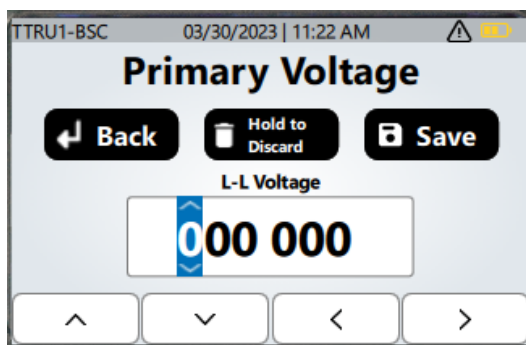 TTRU1-BSC 03/30/2023 | 11:22 AM
Primary Voltage
Back
Hold to
Discard
Save
L-L Voltage
000 000